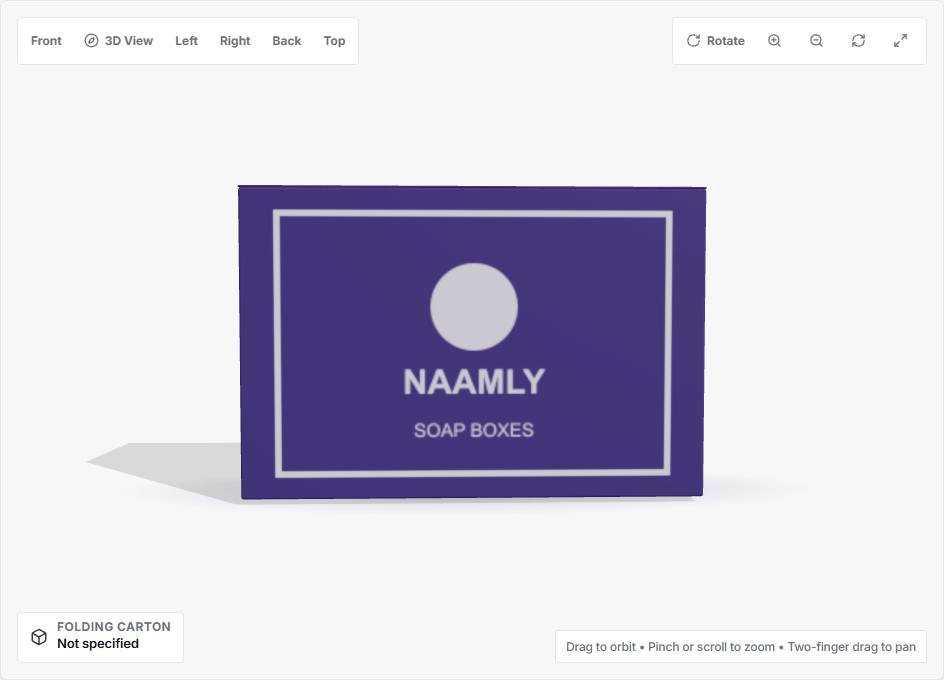 Front 3D View Left Right Back Top
Rotate
NAAMLY
SOAP BOXES
FOLDING CARTON
Not specified
Drag to orbit • Pinch or scroll to zoom • Two-finger drag to pan